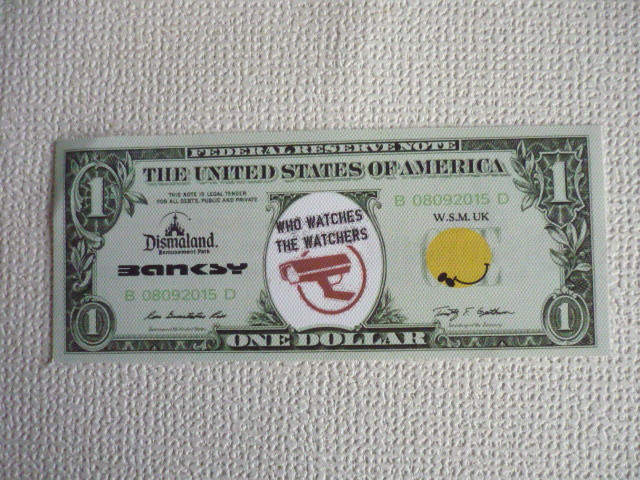 FEDERAL RESERVE NOTE
THE UNITED STATES OF AMERICA
1
1
THIS NOTE IS LEGAL TENDER
FOR ALL DEBTS, PUBLIC AND PRIVATE
B 08092015 D
W.S.M. UK
WHO WATCHES
THE WATCHERS
Dismaland.
Bemusement Park
BANKSY
B 08092015 D
1
1
ONE DOLLAR